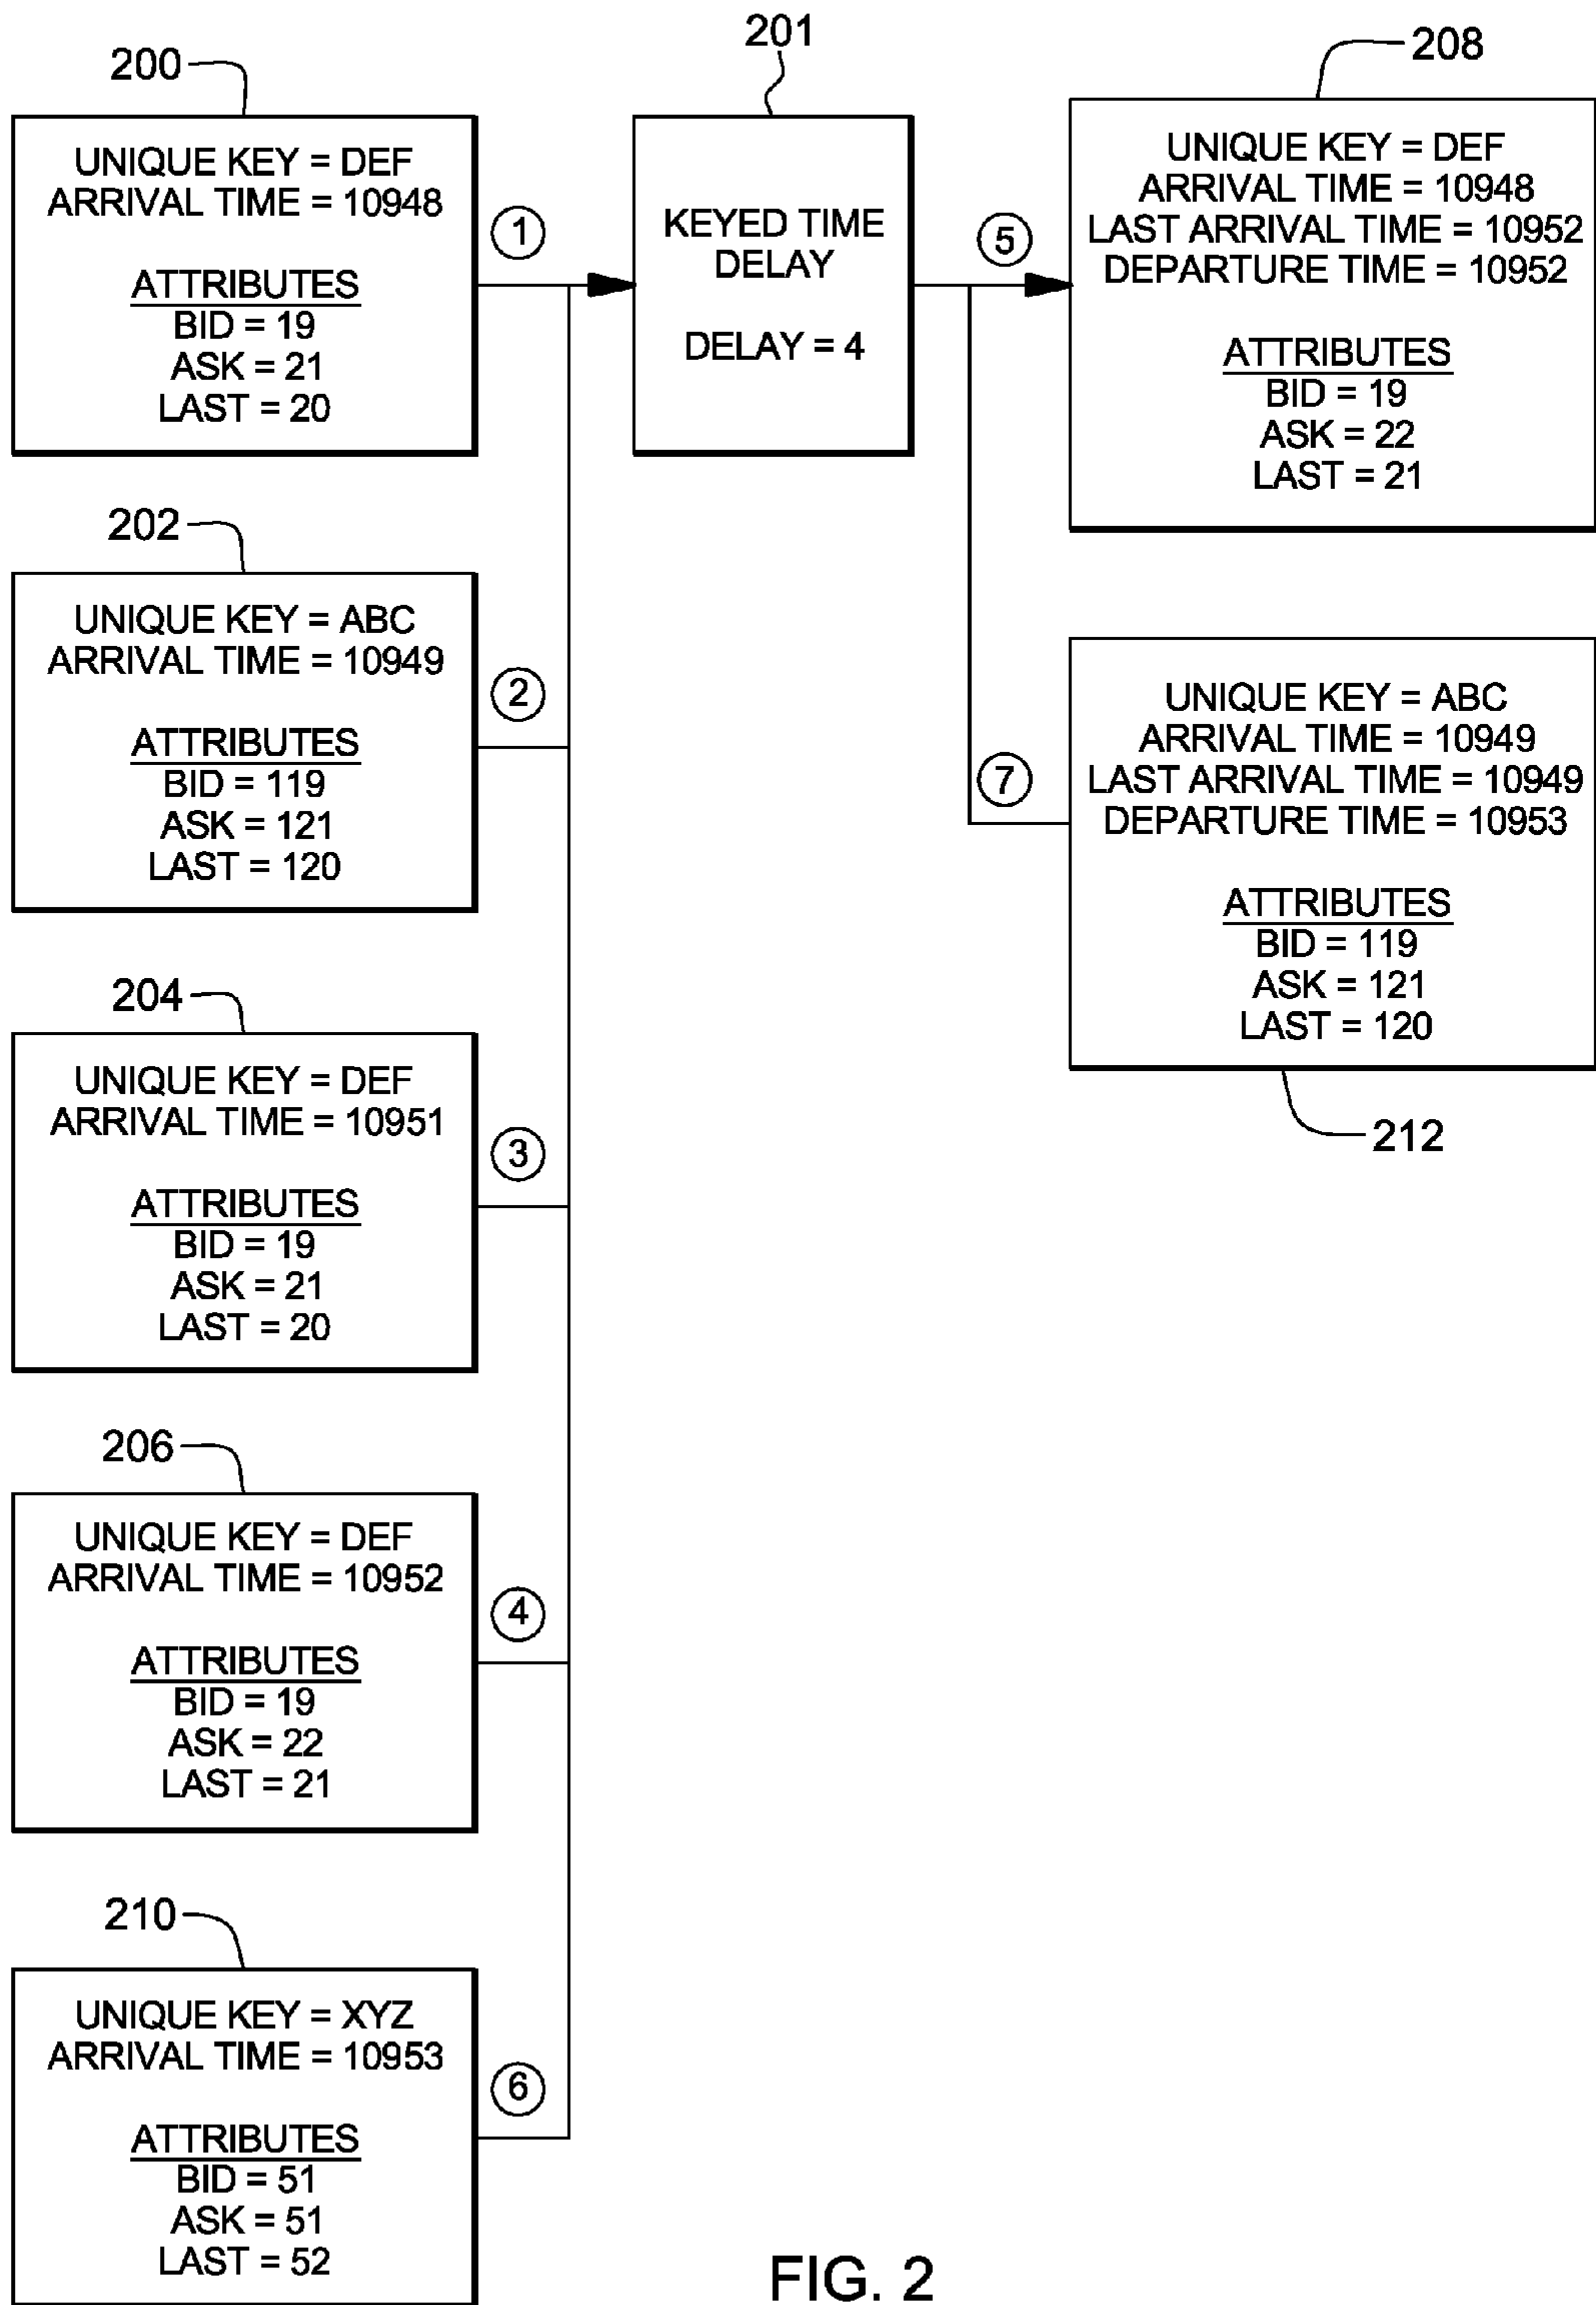 200
UNIQUE KEY = DEF
ARRIVAL TIME = 10948
ATTRIBUTES
BID = 19
ASK = 21
LAST = 20
1
201
KEYED TIME
DELAY
DELAY = 4
5
208
UNIQUE KEY = DEF
ARRIVAL TIME = 10948
LAST ARRIVAL TIME = 10952
DEPARTURE TIME = 10952
ATTRIBUTES
BID = 19
ASK = 22
LAST = 21
202
UNIQUE KEY = ABC
ARRIVAL TIME = 10949
ATTRIBUTES
BID = 119
ASK = 121
LAST = 120
2
7
UNIQUE KEY = ABC
ARRIVAL TIME = 10949
LAST ARRIVAL TIME = 10949
DEPARTURE TIME = 10953
ATTRIBUTES
BID = 119
ASK = 121
LAST = 120
212
204
UNIQUE KEY = DEF
ARRIVAL TIME = 10951
ATTRIBUTES
BID = 19
ASK = 21
LAST = 20
3
206
UNIQUE KEY = DEF
ARRIVAL TIME = 10952
ATTRIBUTES
BID = 19
ASK = 22
LAST = 21
4
210
UNIQUE KEY = XYZ
ARRIVAL TIME = 10953
ATTRIBUTES
BID = 51
ASK = 51
LAST = 52
6
FIG. 2